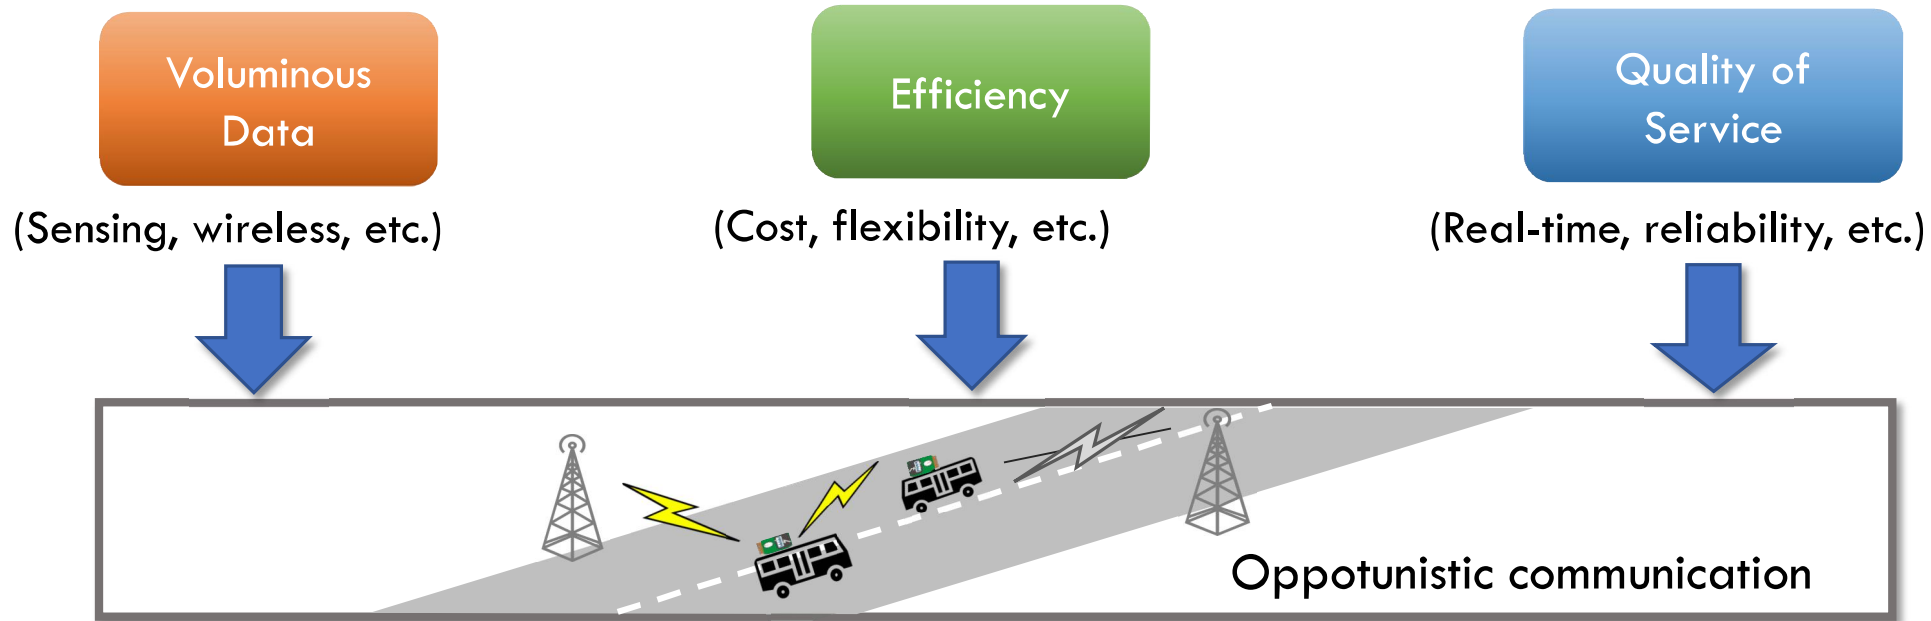 Voluminous
Data
Efficiency
Quality of
Service
(Sensing, wireless, etc.)
(Cost, flexibility, etc.)
(Real-time, reliability, etc.)
Oppotunistic communication